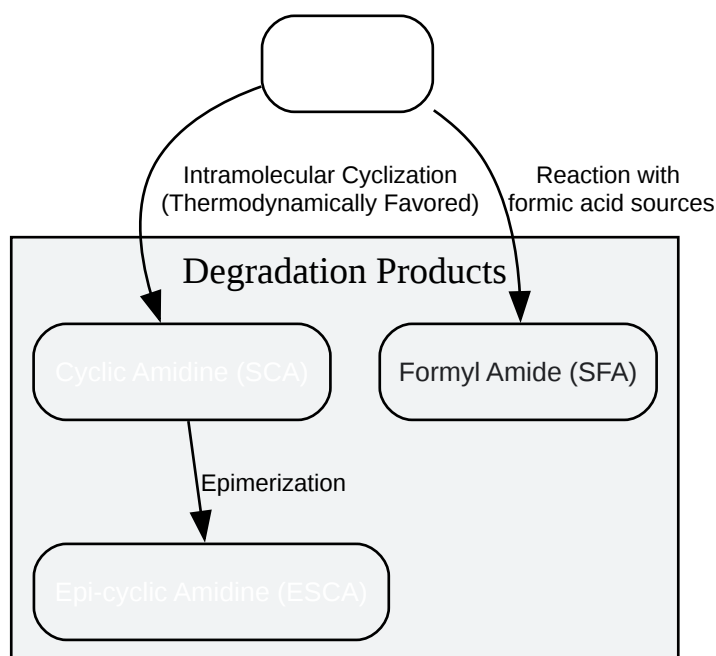 Intramolecular Cyclization
(Thermodynamically Favored)
Reaction with
formic acid sources
Degradation Products
Cyclic Amidine (SCA)
Formyl Amide (SFA)
Epimerization
Epi-cyclic Amidine (ESCA)